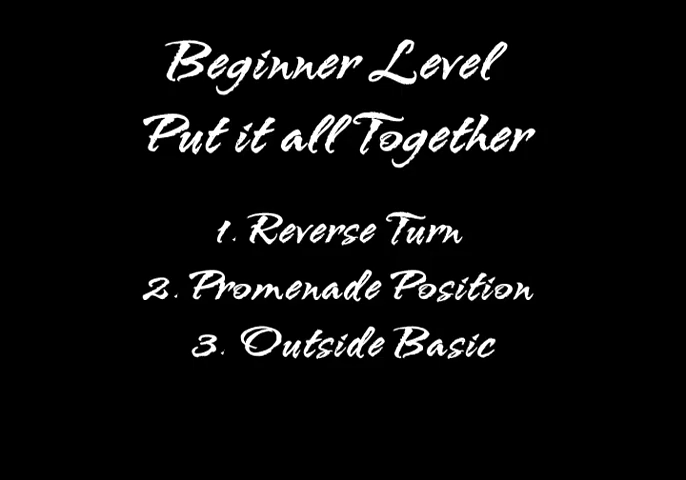 Beginner Level
Put it all Together
1. Reverse Turn
2. Promenade Position
3. Outside Basic